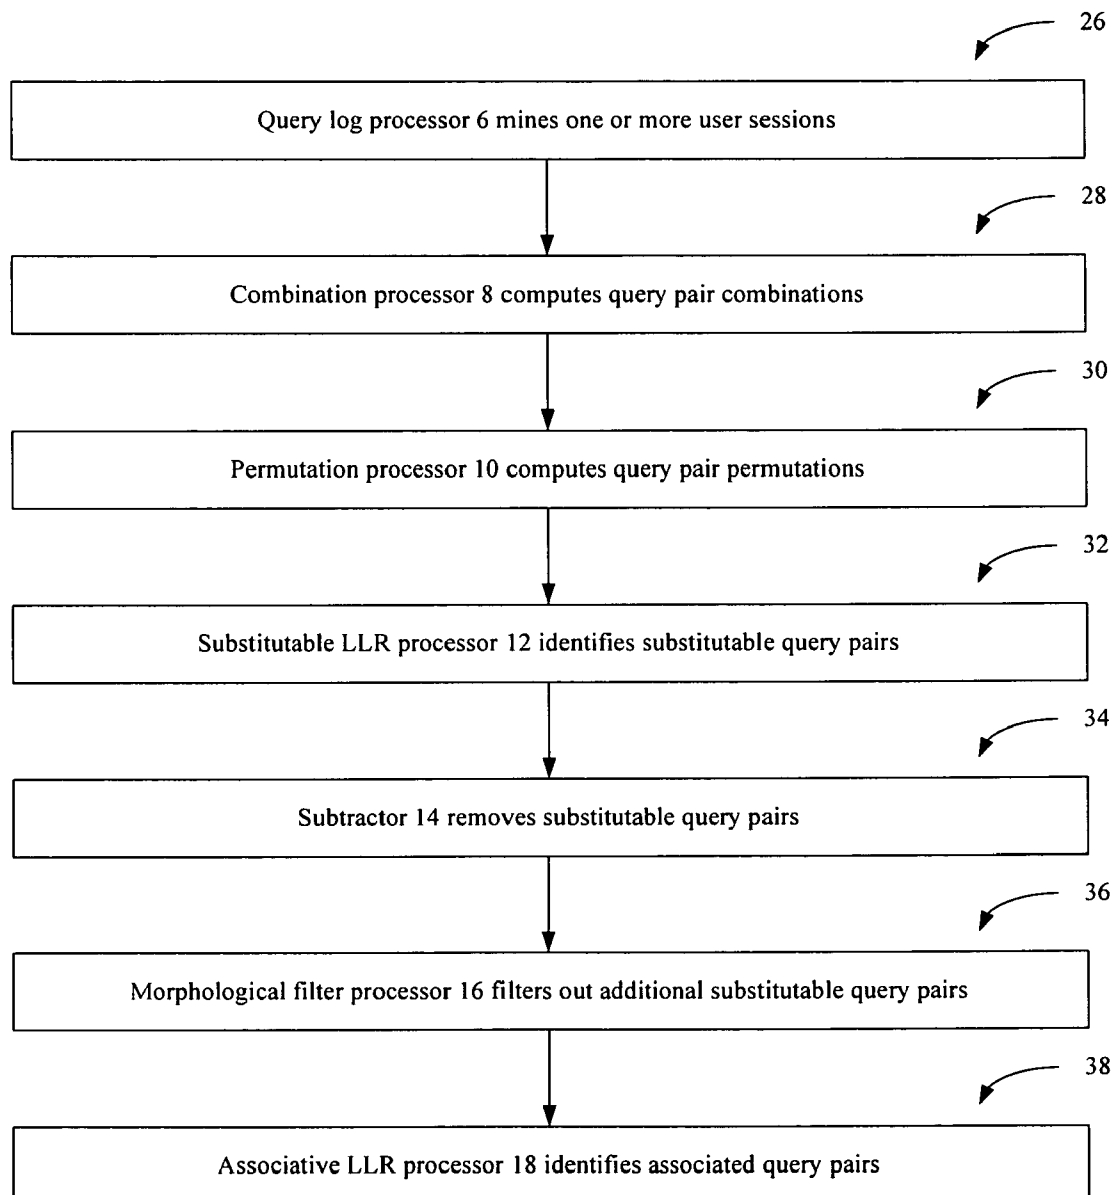 26
Query log processor 6 mines one or more user sessions
28
Combination processor 8 computes query pair combinations
30
Permutation processor 10 computes query pair permutations
32
Substitutable LLR processor 12 identifies substitutable query pairs
34
Subtractor 14 removes substitutable query pairs
36
Morphological filter processor 16 filters out additional substitutable query pairs
38
Associative LLR processor 18 identifies associated query pairs